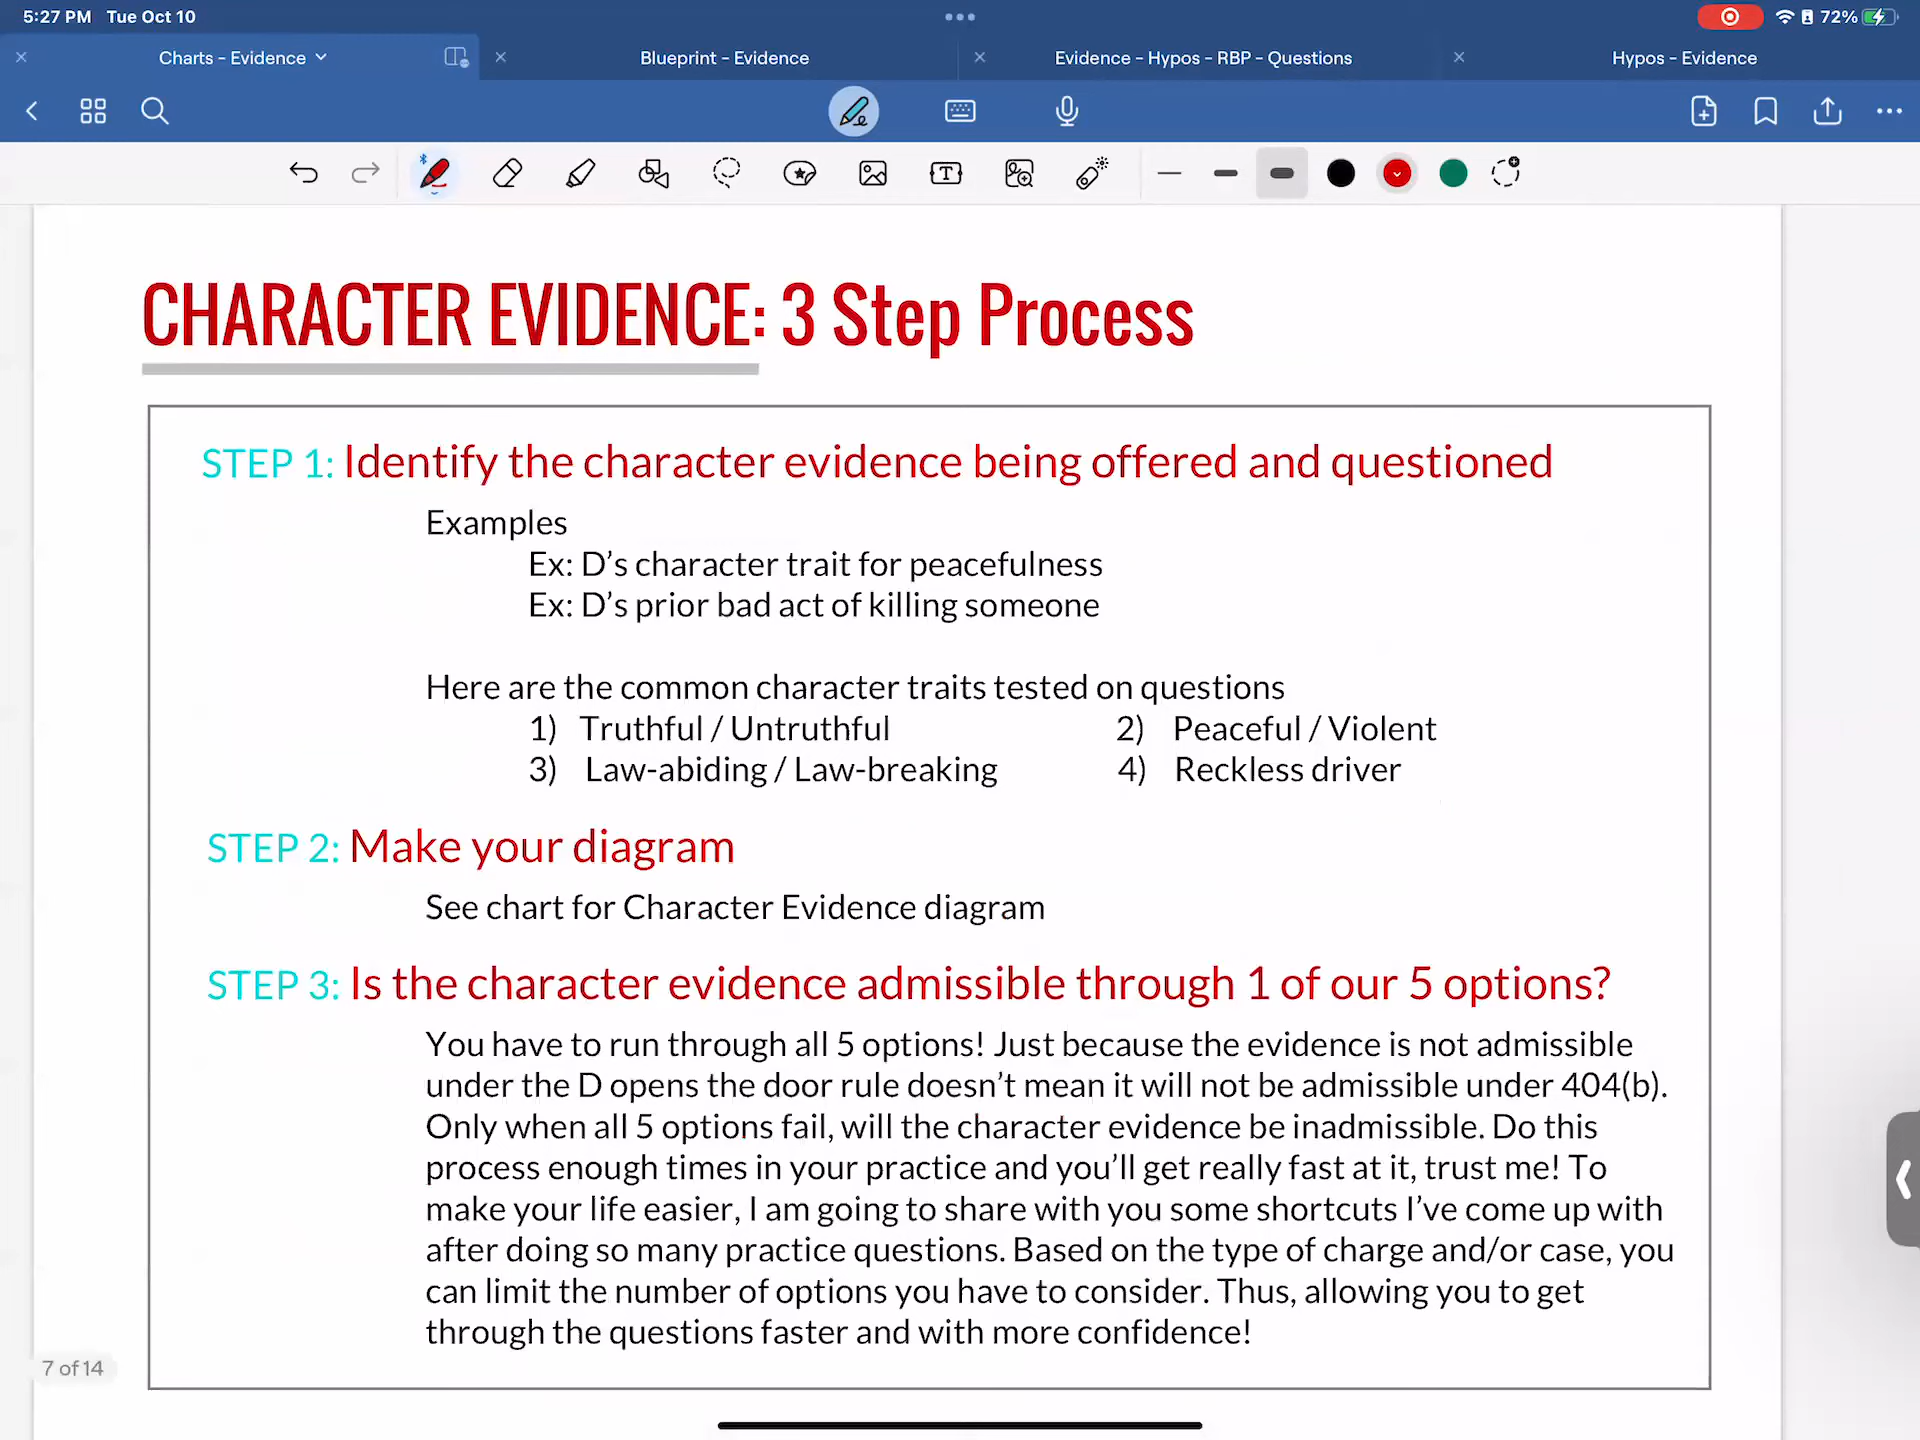 5:27 PM Tue Oct 10
72%
Charts - Evidence
Blueprint - Evidence
Evidence - Hypos - RBP - Questions
Hypos - Evidence
CHARACTER EVIDENCE: 3 Step Process
STEP 1: Identify the character evidence being offered and questioned
Examples
Ex: D's character trait for peacefulness
Ex: D's prior bad act of killing someone
Here are the common character traits tested on questions
1) Truthful / Untruthful 2) Peaceful / Violent
3) Law-abiding / Law-breaking 4) Reckless driver
STEP 2: Make your diagram
See chart for Character Evidence diagram
STEP 3: Is the character evidence admissible through 1 of our 5 options?
You have to run through all 5 options! Just because the evidence is not admissible
under the D opens the door rule doesn't mean it will not be admissible under 404(b).
Only when all 5 options fail, will the character evidence be inadmissible. Do this
process enough times in your practice and you'll get really fast at it, trust me! To
make your life easier, I am going to share with you some shortcuts I've come up with
after doing so many practice questions. Based on the type of charge and/or case, you
can limit the number of options you have to consider. Thus, allowing you to get
through the questions faster and with more confidence!
7 of 14